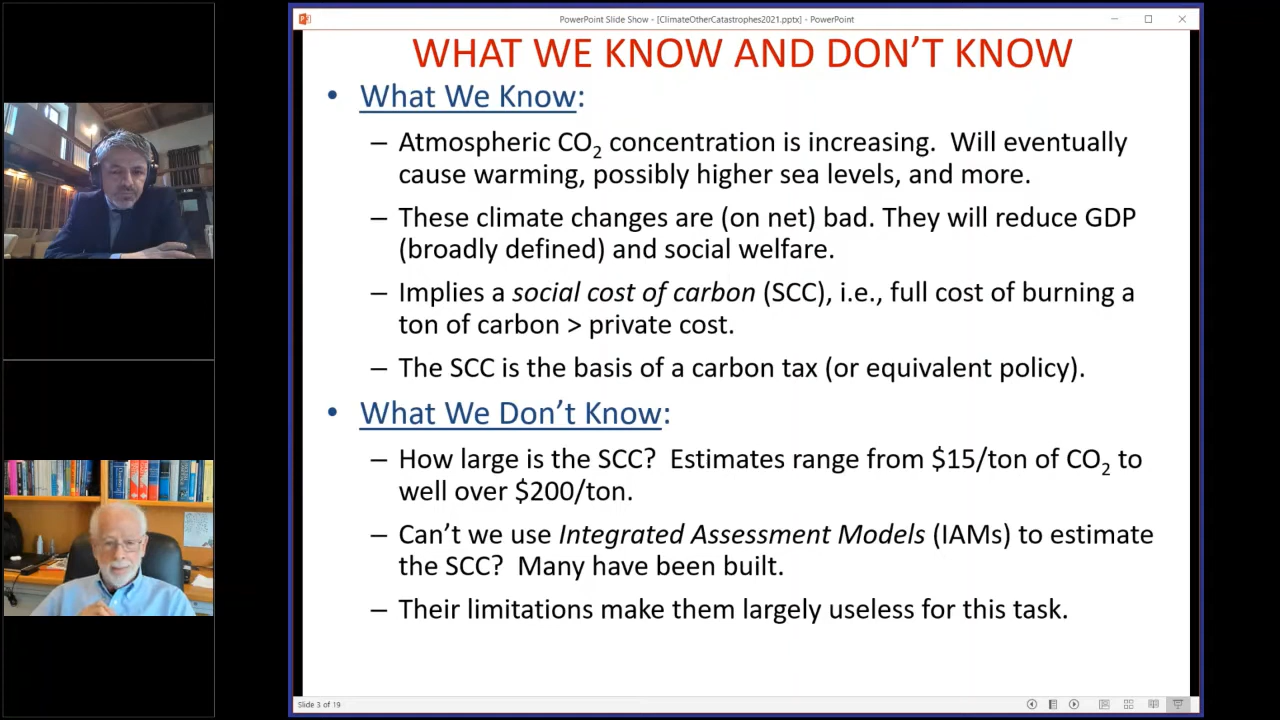 PowerPoint Slide Show - [ClimateOtherCatastrophes2021.pptx] - PowerPoint
WHAT WE KNOW AND DON'T KNOW
• What We Know:
– Atmospheric CO₂ concentration is increasing.  Will eventually
cause warming, possibly higher sea levels, and more.
– These climate changes are (on net) bad. They will reduce GDP
(broadly defined) and social welfare.
– Implies a social cost of carbon (SCC), i.e., full cost of burning a
ton of carbon > private cost.
– The SCC is the basis of a carbon tax (or equivalent policy).
• What We Don't Know:
– How large is the SCC?  Estimates range from $15/ton of CO₂ to
well over $200/ton.
– Can't we use Integrated Assessment Models (IAMs) to estimate
the SCC?  Many have been built.
– Their limitations make them largely useless for this task.
Slide 3 of 19